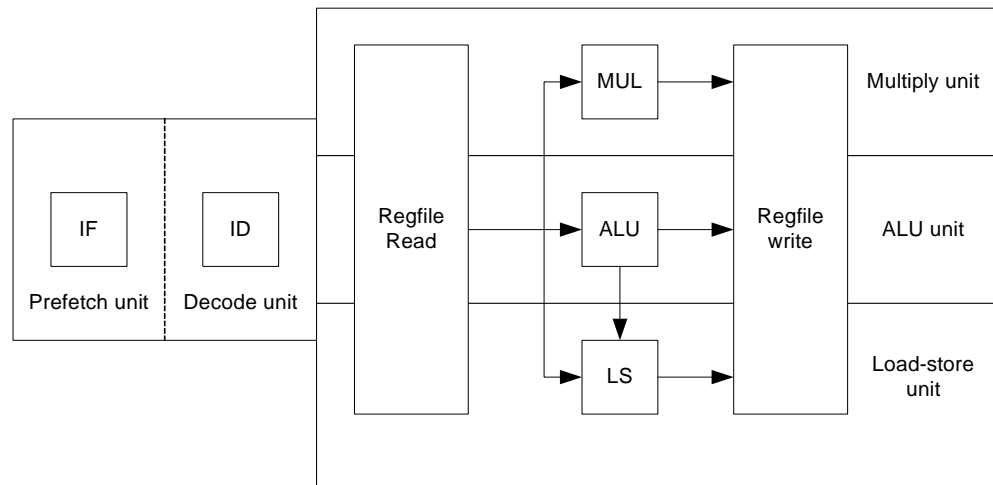 MUL
Multiply unit
IF
ID
Prefetch unit
Decode unit
Regfile
Read
ALU
Regfile
write
ALU unit
LS
Load-store
unit